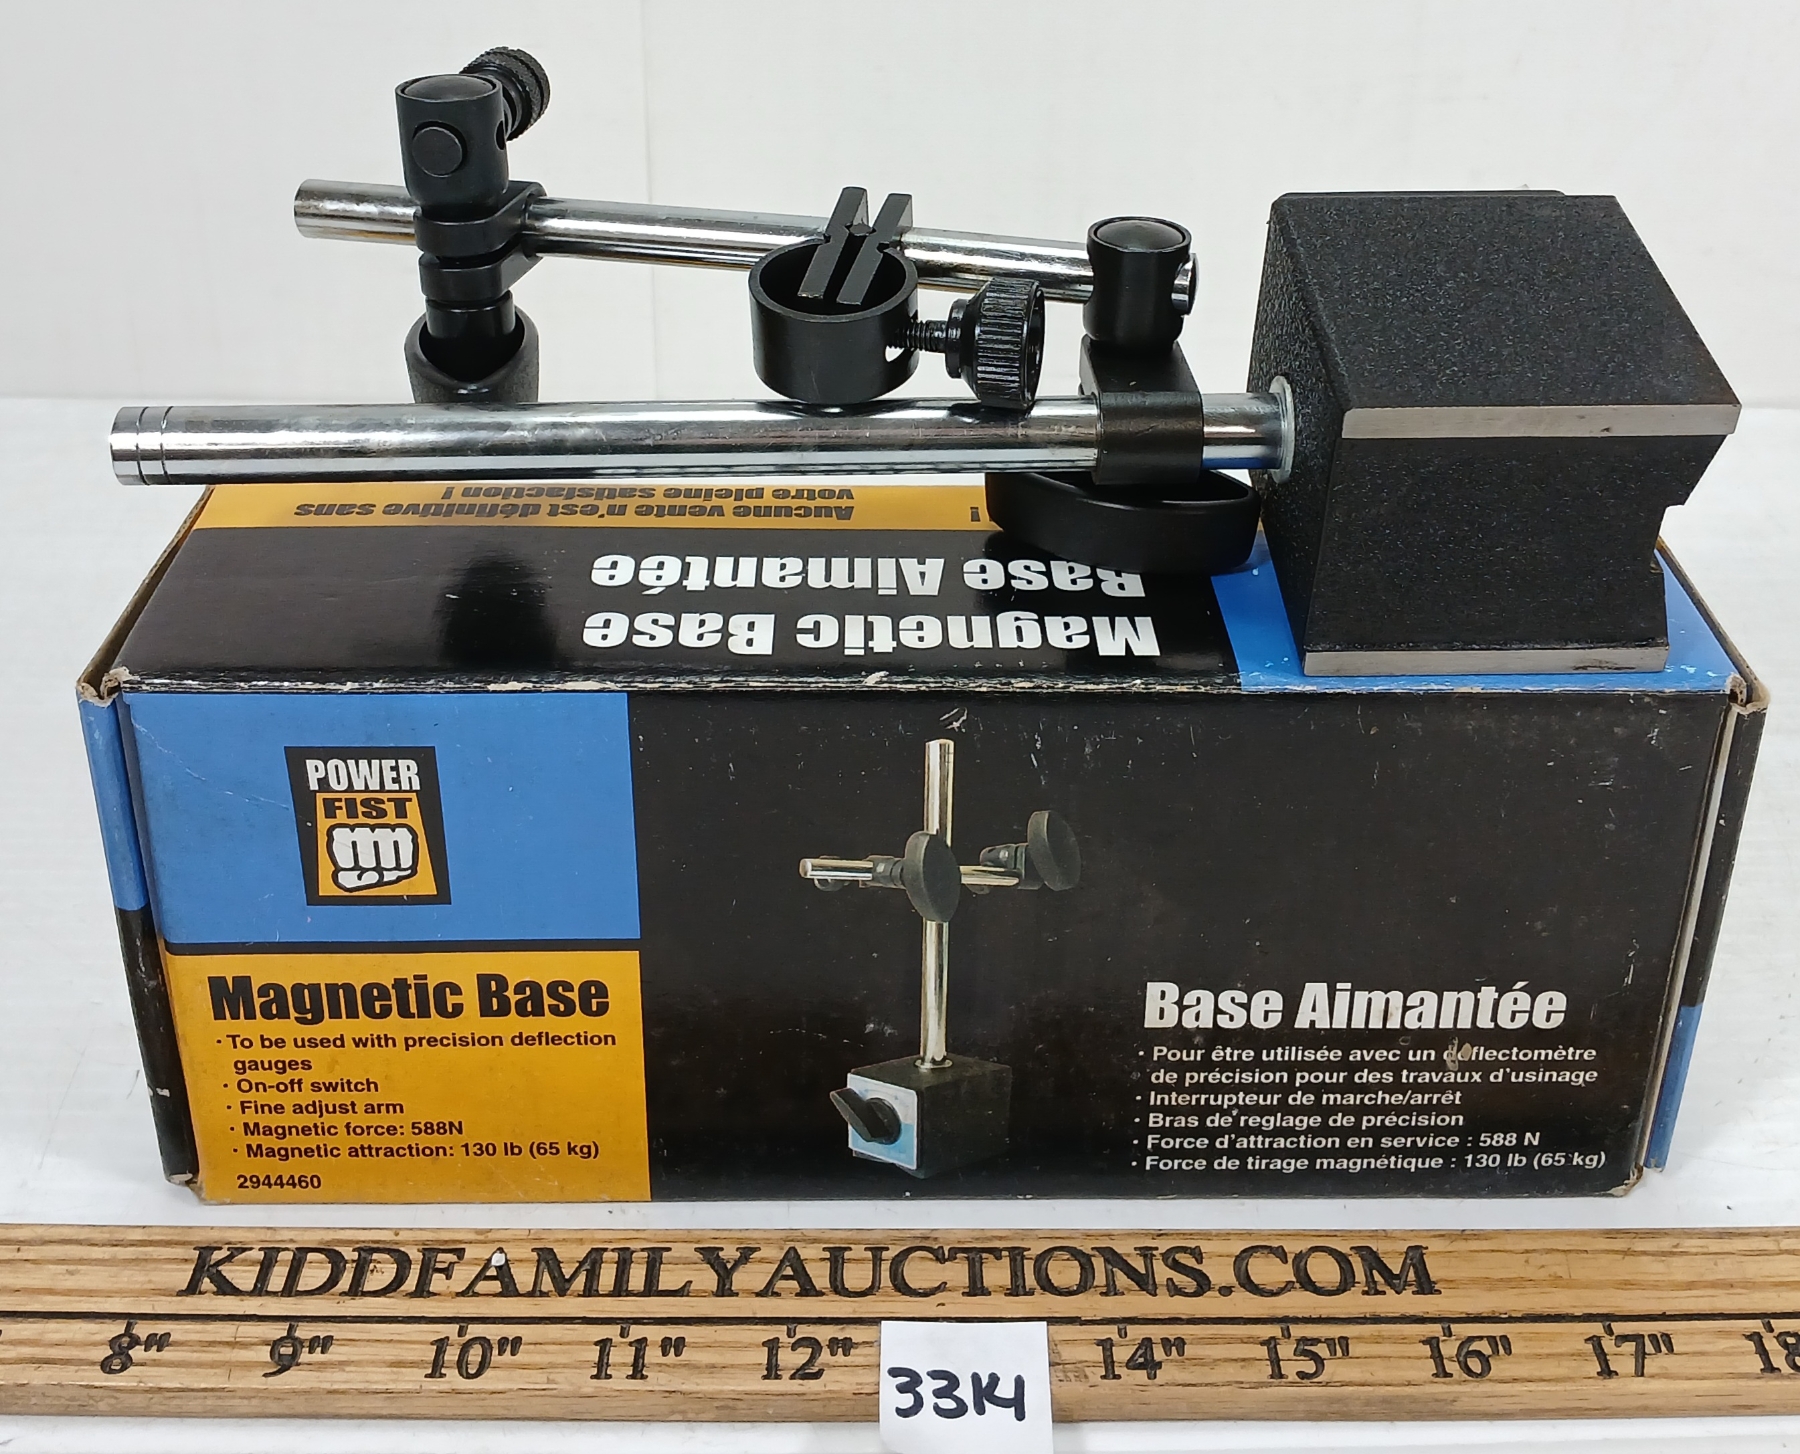 Aucune vente n'est définitive sans
votre pleine satisfaction !
!
Magnetic Base
Base Aimantée
POWER
FIST
Magnetic Base
· To be used with precision deflection
gauges
· On-off switch
· Fine adjust arm
· Magnetic force: 588N
· Magnetic attraction: 130 lb (65 kg)
2944460
Base Aimantée
· Pour être utilisée avec un déflectomètre
de précision pour des travaux d'usinage
· Interrupteur de marche/arrêt
· Bras de reglage de précision
· Force d'attraction en service : 588 N
· Force de tirage magnétique : 130 lb (65 kg)
KIDDFAMILYAUCTIONS.COM
8" 9" 10" 11" 12" 14" 15" 16" 17" 18
3314